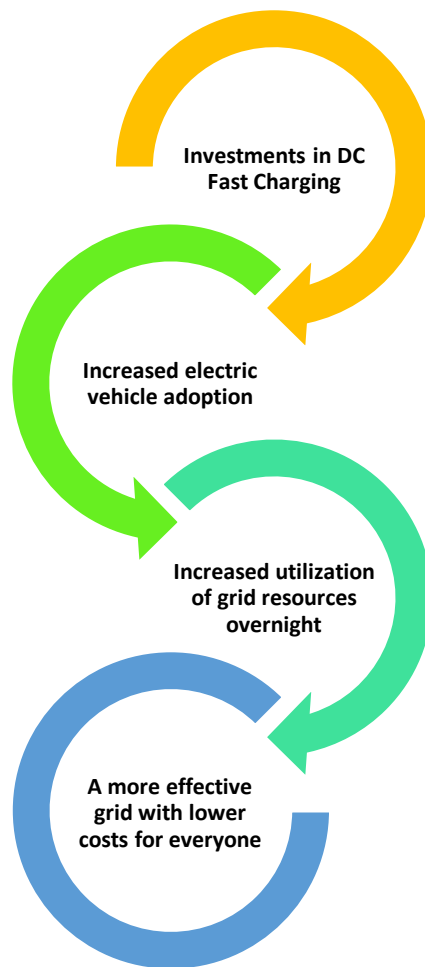 Investments in DC
Fast Charging
Increased electric
vehicle adoption
Increased utilization
of grid resources
overnight
A more effective
grid with lower
costs for everyone